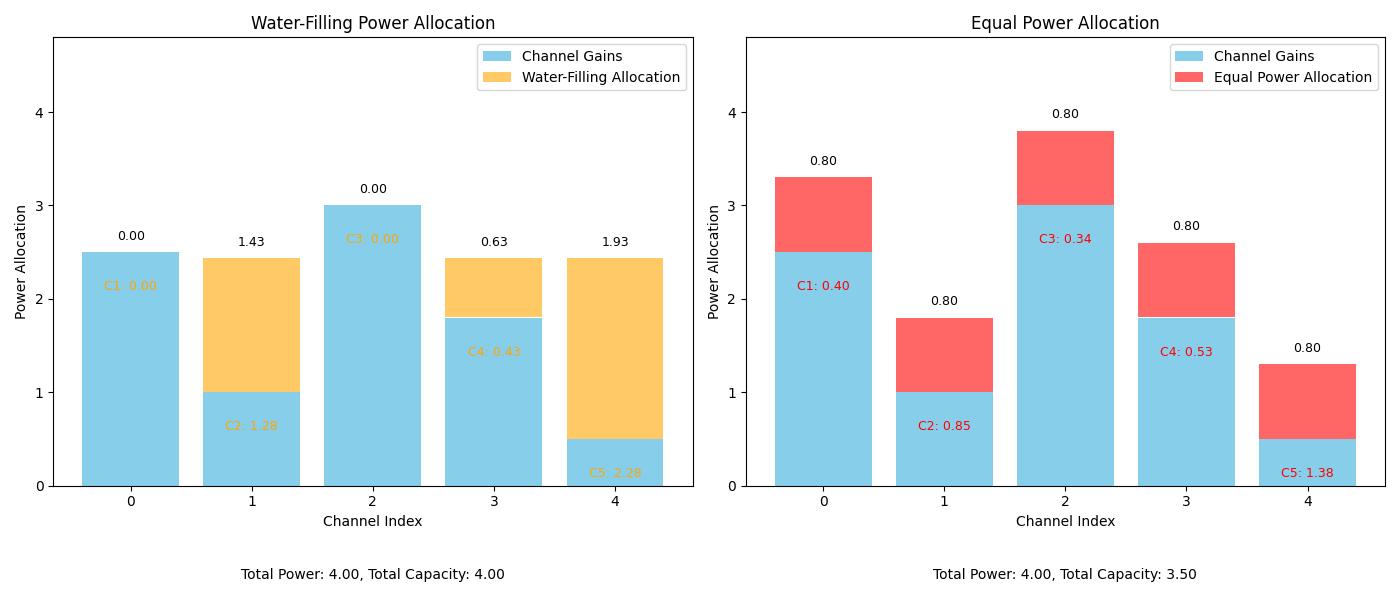 Water-Filling Power Allocation
Channel Gains
Water-Filling Allocation
Power Allocation
4
3
2
1
0
0.00
1.43
0.00
0.63
1.93
C1: 0.00
C2: 1.28
C3: 0.00
C4: 0.43
C5: 2.28
0 1 2 3 4
Channel Index
Total Power: 4.00, Total Capacity: 4.00
Equal Power Allocation
Channel Gains
Equal Power Allocation
Power Allocation
4
3
2
1
0
0.80
0.80
0.80
0.80
0.80
C1: 0.40
C2: 0.85
C3: 0.34
C4: 0.53
C5: 1.38
0 1 2 3 4
Channel Index
Total Power: 4.00, Total Capacity: 3.50